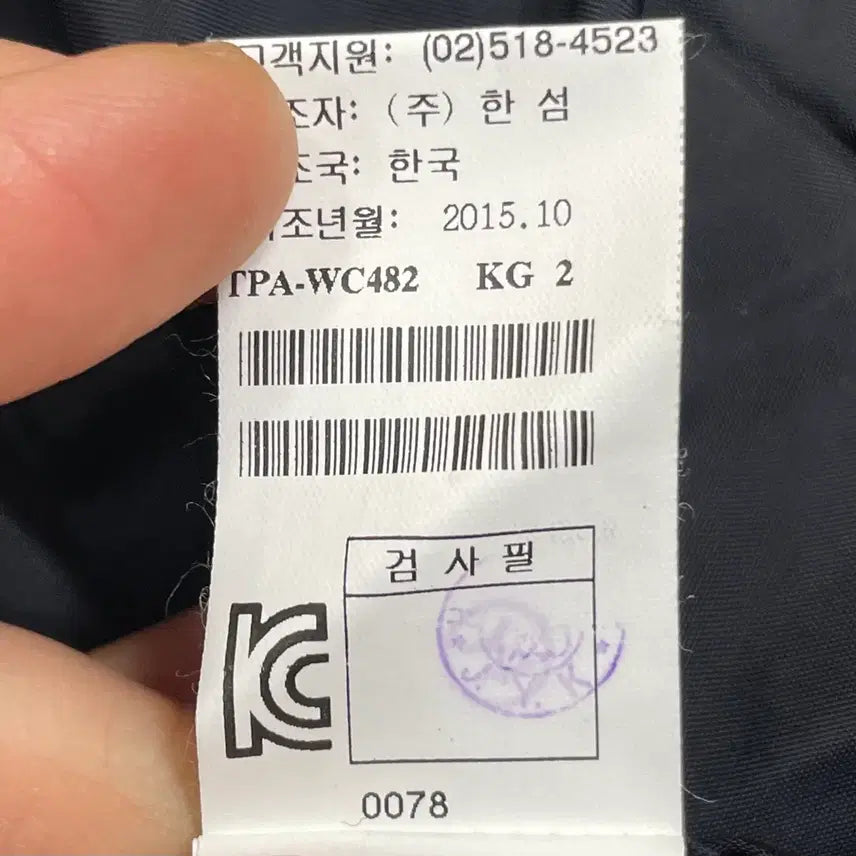 고객지원: (02)518-4523
조자: (주) 한 섬
조국: 한국
조년월: 2015.10
TPA-WC482 KG 2
검 사 필
KC
J.Y.K
0078